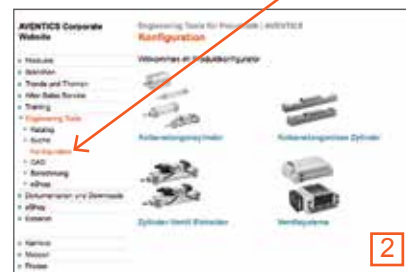 AVENTICS Corporate
Website
Engineering Tools für Pneumatik | AVENTICS
Konfiguration
Willkommen im Produktkonfigurator
Produkte
Branchen
Trends und Themen
After Sales Service
Training
Engineering Tools
Katalog
Suche
Konfiguration
CAD
Berechnung
eShop
Dokumentation und Downloads
eShop
Extranet
Karriere
Messen
Presse
Kolbenstangenzylinder
Kolbenstangenlose Zylinder
Zylinder-Ventil-Einheiten
Ventilsysteme
2